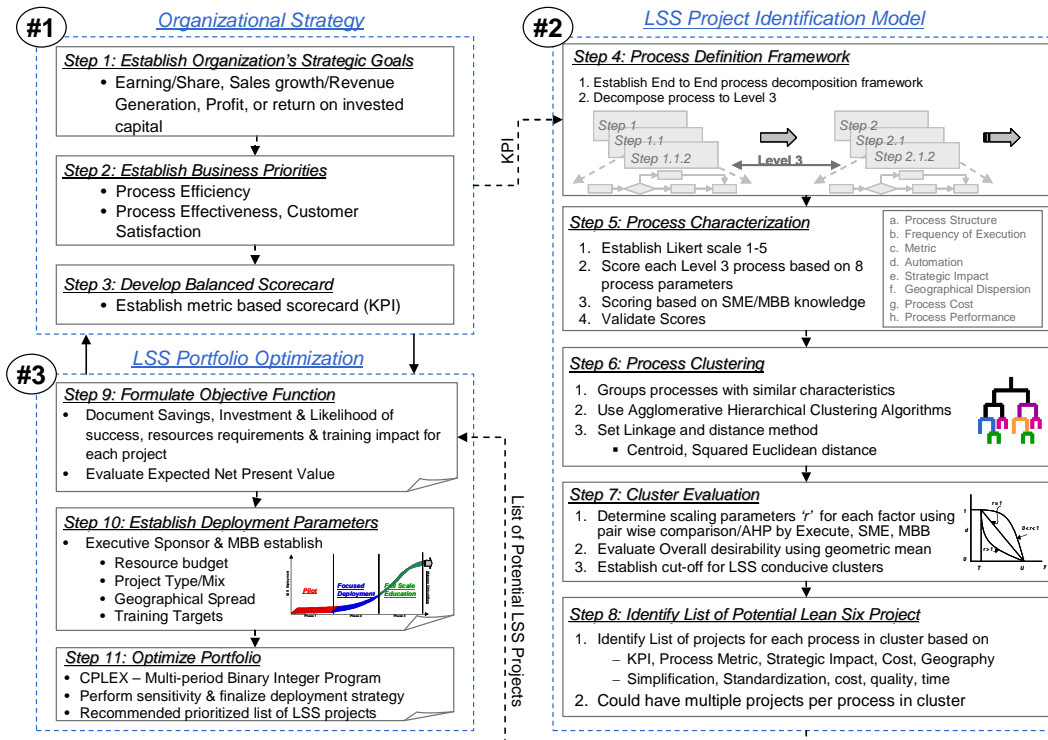 #1
Organizational Strategy
Step 1: Establish Organization's Strategic Goals
• Earning/Share, Sales growth/Revenue
Generation, Profit, or return on invested
capital
Step 2: Establish Business Priorities
• Process Efficiency
• Process Effectiveness, Customer
Satisfaction
Step 3: Develop Balanced Scorecard
• Establish metric based scorecard (KPI)
KPI
#2
LSS Project Identification Model
Step 4: Process Definition Framework
1. Establish End to End process decomposition framework
2. Decompose process to Level 3
Step 1
Step 1.1
Step 1.1.2
Level 3
Step 2
Step 2.1
Step 2.1.2
Step 5: Process Characterization
1. Establish Likert scale 1-5
2. Score each Level 3 process based on 8
process parameters
3. Scoring based on SME/MBB knowledge
4. Validate Scores
a. Process Structure
b. Frequency of Execution
c. Metric
d. Automation
e. Strategic Impact
f. Geographical Dispersion
g. Process Cost
h. Process Performance
Step 6: Process Clustering
1. Groups processes with similar characteristics
2. Use Agglomerative Hierarchical Clustering Algorithms
3. Set Linkage and distance method
▪ Centroid, Squared Euclidean distance
Step 7: Cluster Evaluation
1. Determine scaling parameters 'r' for each factor using
pair wise comparison/AHP by Execute, SME, MBB
2. Evaluate Overall desirability using geometric mean
3. Establish cut-off for LSS conducive clusters
r=1
0<r<1
r>1
1
d
0
T
U
Y
Step 8: Identify List of Potential Lean Six Project
1. Identify List of projects for each process in cluster based on
– KPI, Process Metric, Strategic Impact, Cost, Geography
– Simplification, Standardization, cost, quality, time
2. Could have multiple projects per process in cluster
List of Potential LSS Projects
#3
LSS Portfolio Optimization
Step 9: Formulate Objective Function
• Document Savings, Investment & Likelihood of
success, resources requirements & training impact for
each project
• Evaluate Expected Net Present Value
Step 10: Establish Deployment Parameters
• Executive Sponsor & MBB establish
• Resource budget
• Project Type/Mix
• Geographical Spread
• Training Targets
Pilot
Focused
Deployment
Full Scale
Education
Phase 1
Phase 2
Phase 3
Step 11: Optimize Portfolio
• CPLEX – Multi-period Binary Integer Program
• Perform sensitivity & finalize deployment strategy
• Recommended prioritized list of LSS projects